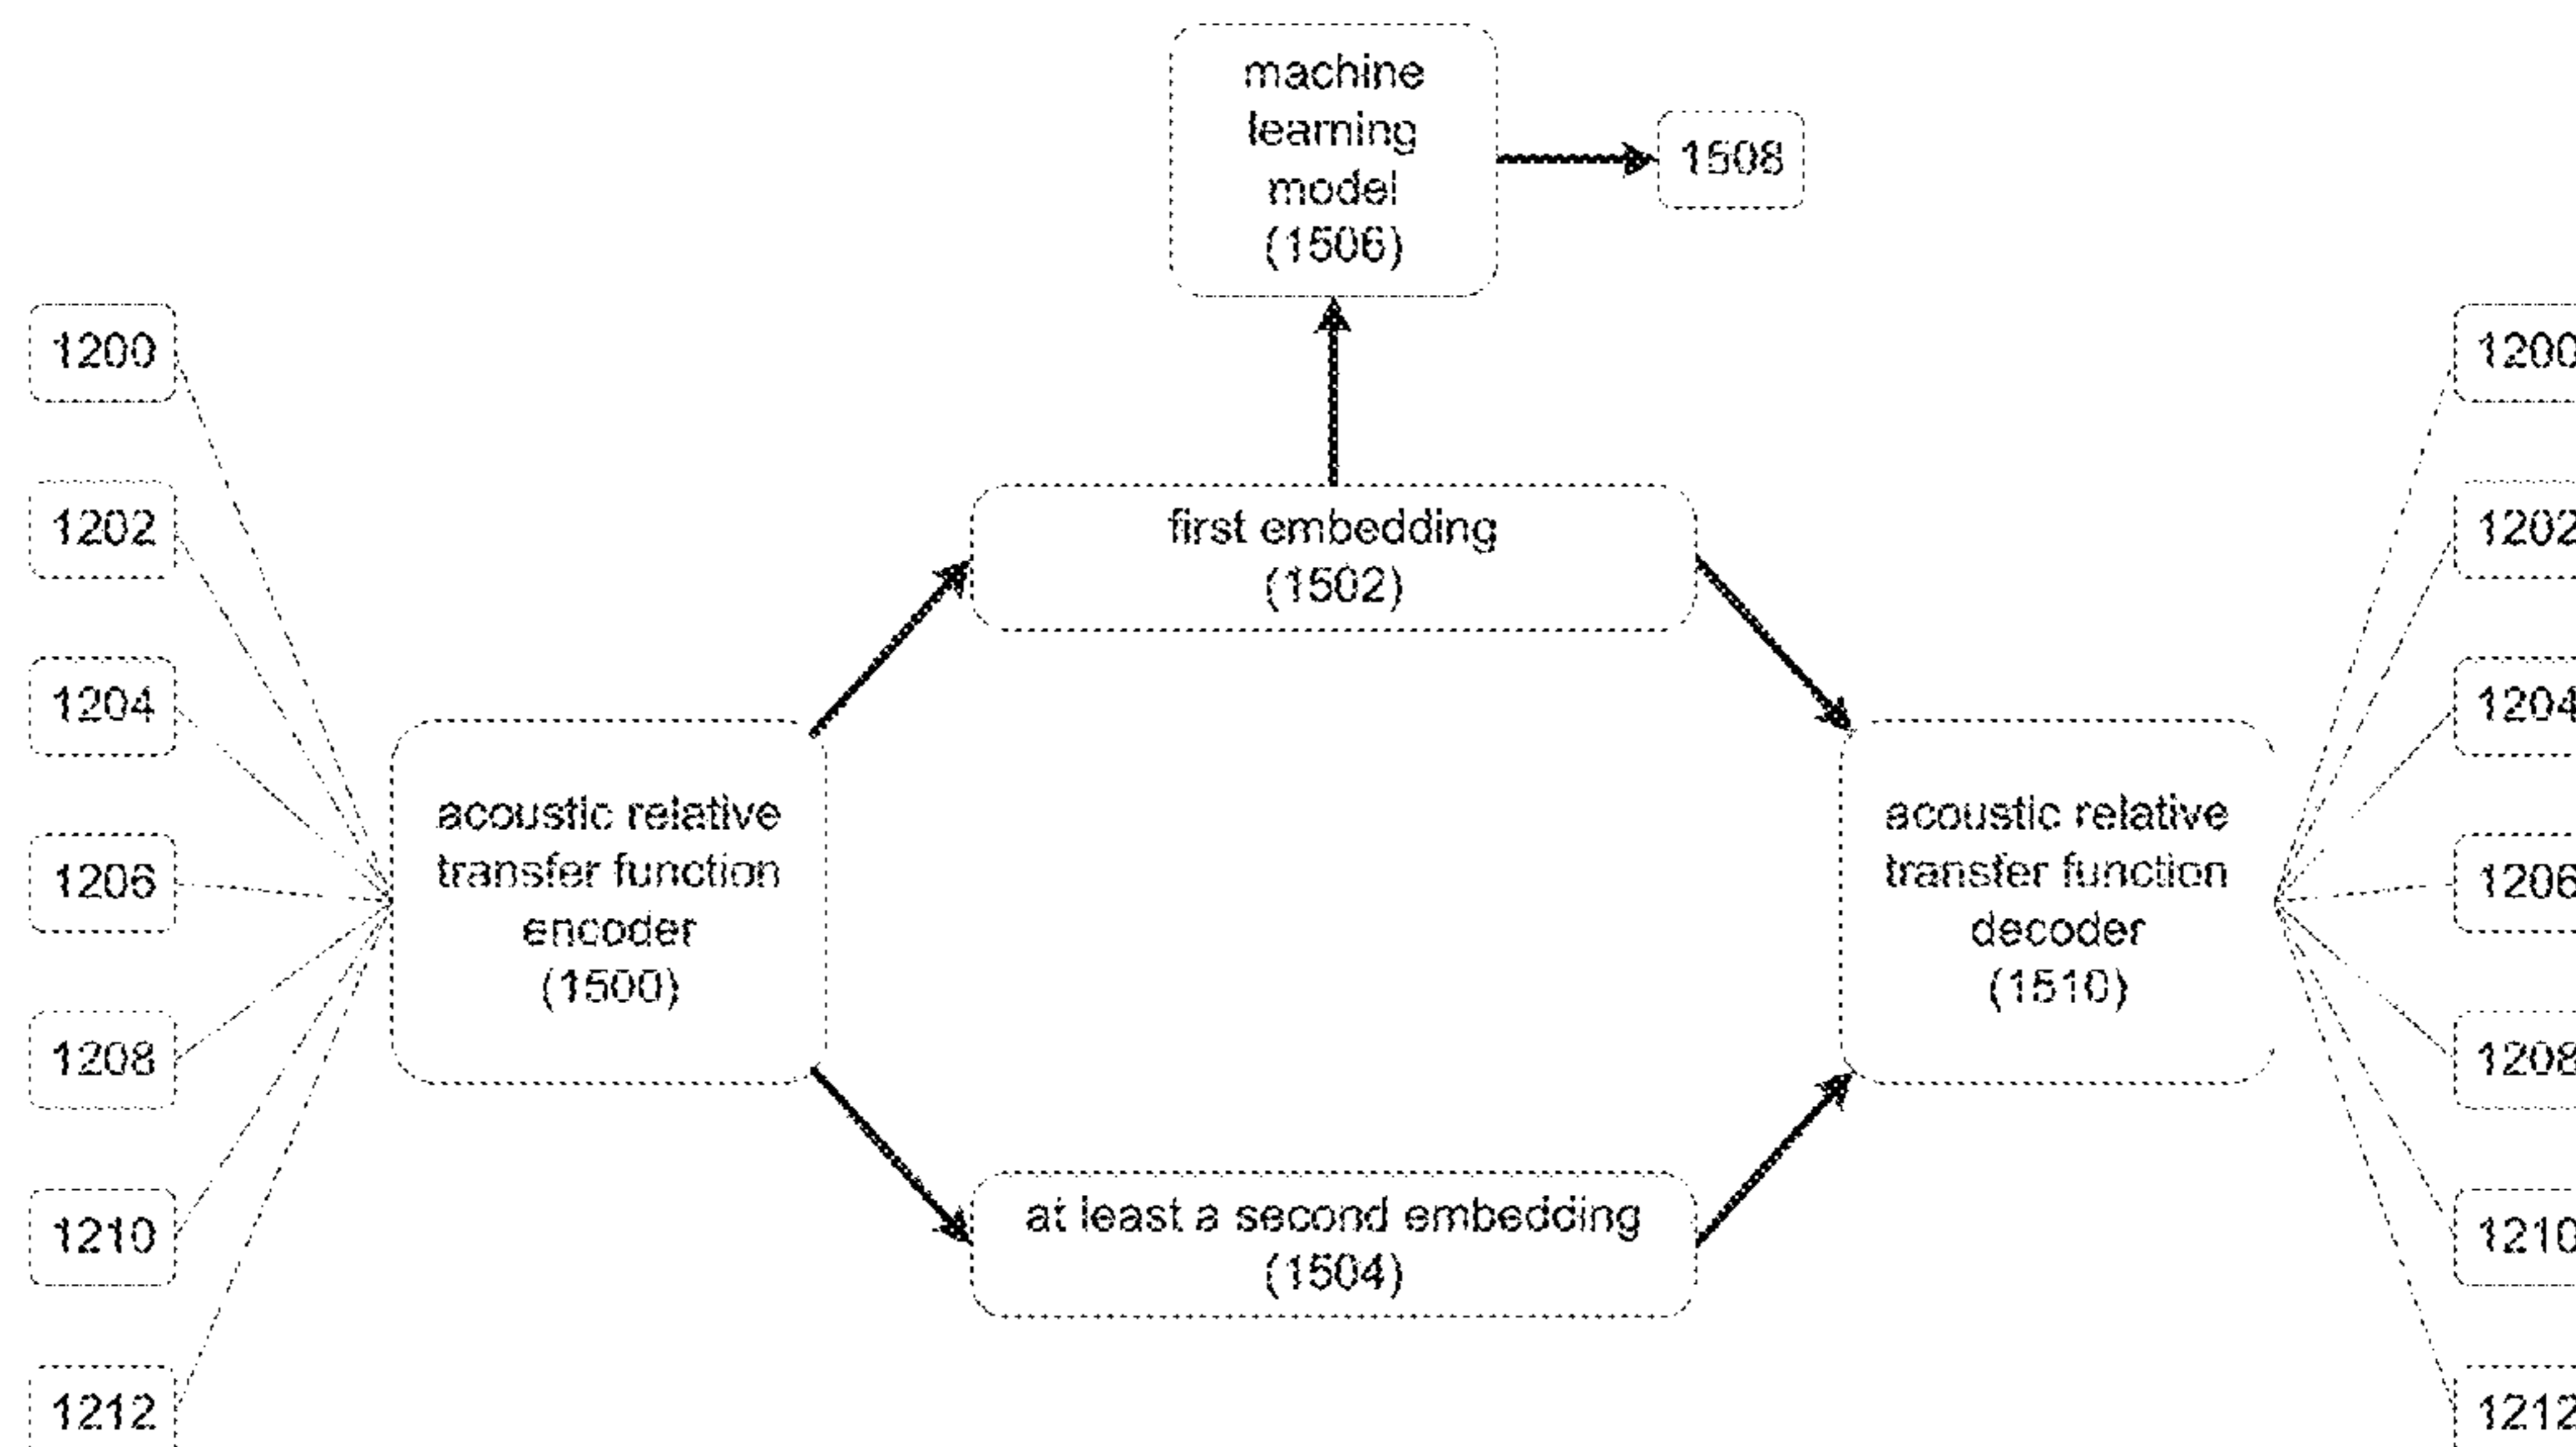 machine
learning
model
(1506)
1508
1200
1202
1204
1206
1208
1210
1212
acoustic relative
transfer function
encoder
(1500)
first embedding
(1502)
at least a second embedding
(1504)
acoustic relative
transfer function
decoder
(1510)
1200
1202
1204
1206
1208
1210
1212